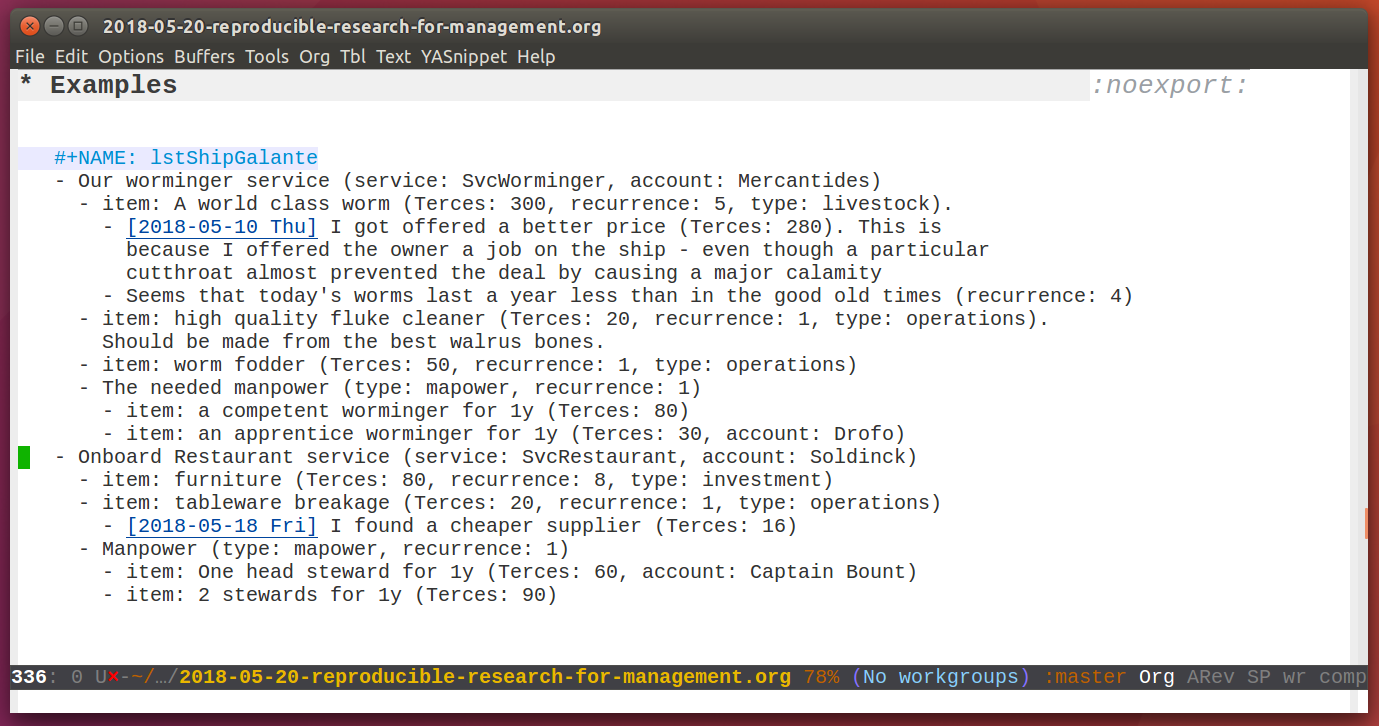 2018-05-20-reproducible-research-for-management.org
File Edit Options Buffers Tools Org Tbl Text YASnippet Help
* Examples :noexport:
#+NAME: lstShipGalante
- Our worminger service (service: SvcWorminger, account: Mercantides)
- item: A world class worm (Terces: 300, recurrence: 5, type: livestock).
- [2018-05-10 Thu] I got offered a better price (Terces: 280). This is
because I offered the owner a job on the ship - even though a particular
cutthroat almost prevented the deal by causing a major calamity
- Seems that today's worms last a year less than in the good old times (recurrence: 4)
- item: high quality fluke cleaner (Terces: 20, recurrence: 1, type: operations).
Should be made from the best walrus bones.
- item: worm fodder (Terces: 50, recurrence: 1, type: operations)
- The needed manpower (type: mapower, recurrence: 1)
- item: a competent worminger for 1y (Terces: 80)
- item: an apprentice worminger for 1y (Terces: 30, account: Drofo)
- Onboard Restaurant service (service: SvcRestaurant, account: Soldinck)
- item: furniture (Terces: 80, recurrence: 8, type: investment)
- item: tableware breakage (Terces: 20, recurrence: 1, type: operations)
- [2018-05-18 Fri] I found a cheaper supplier (Terces: 16)
- Manpower (type: mapower, recurrence: 1)
- item: One head steward for 1y (Terces: 60, account: Captain Bount)
- item: 2 stewards for 1y (Terces: 90)
336: 0 U×-~/…/2018-05-20-reproducible-research-for-management.org 78% (No workgroups) :master Org ARev SP wr comp